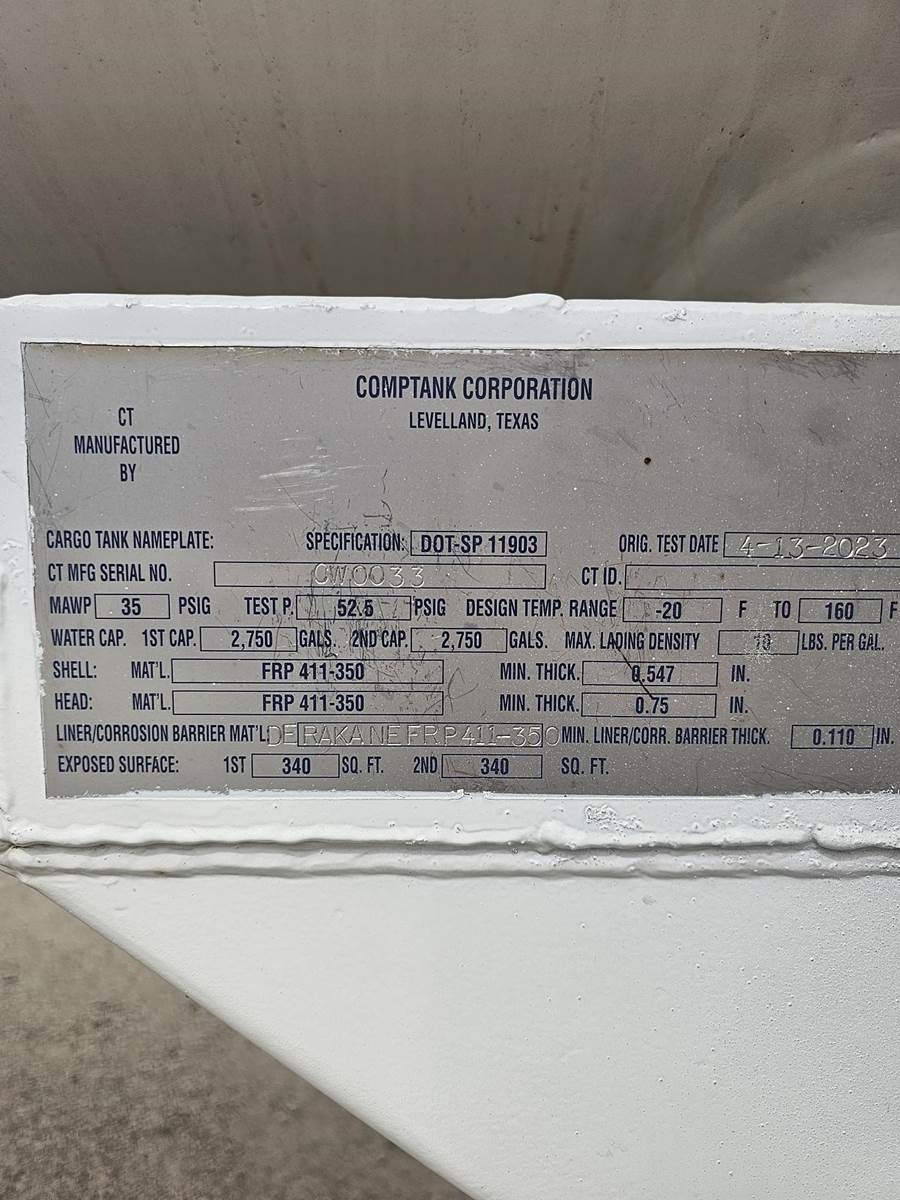 COMPTANK CORPORATION
LEVELLAND, TEXAS
CT
MANUFACTURED
BY
CARGO TANK NAMEPLATE: SPECIFICATION: DOT-SP 11903 ORIG. TEST DATE 4-13-2023
CT MFG SERIAL NO. CW0033 CT ID.
MAWP 35 PSIG TEST P. 52.5 PSIG DESIGN TEMP. RANGE -20 F TO 160 F
WATER CAP. 1ST CAP. 2,750 GALS. 2ND CAP. 2,750 GALS. MAX. LADING DENSITY 10 LBS. PER GAL.
SHELL: MAT'L. FRP 411-350 MIN. THICK. 0.547 IN.
HEAD: MAT'L. FRP 411-350 MIN. THICK. 0.75 IN.
LINER/CORROSION BARRIER MAT'L DERAKANE FRP 411-350 MIN. LINER/CORR. BARRIER THICK. 0.110 IN.
EXPOSED SURFACE: 1ST 340 SQ. FT. 2ND 340 SQ. FT.